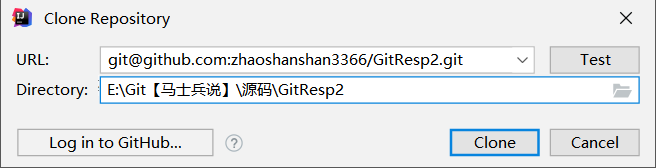 Clone Repository
URL: git@github.com:zhaoshanshan3366/GitResp2.git Test
Directory: E:\Git【马士兵说】\源码\GitResp2
Log in to GitHub... ? Clone Cancel